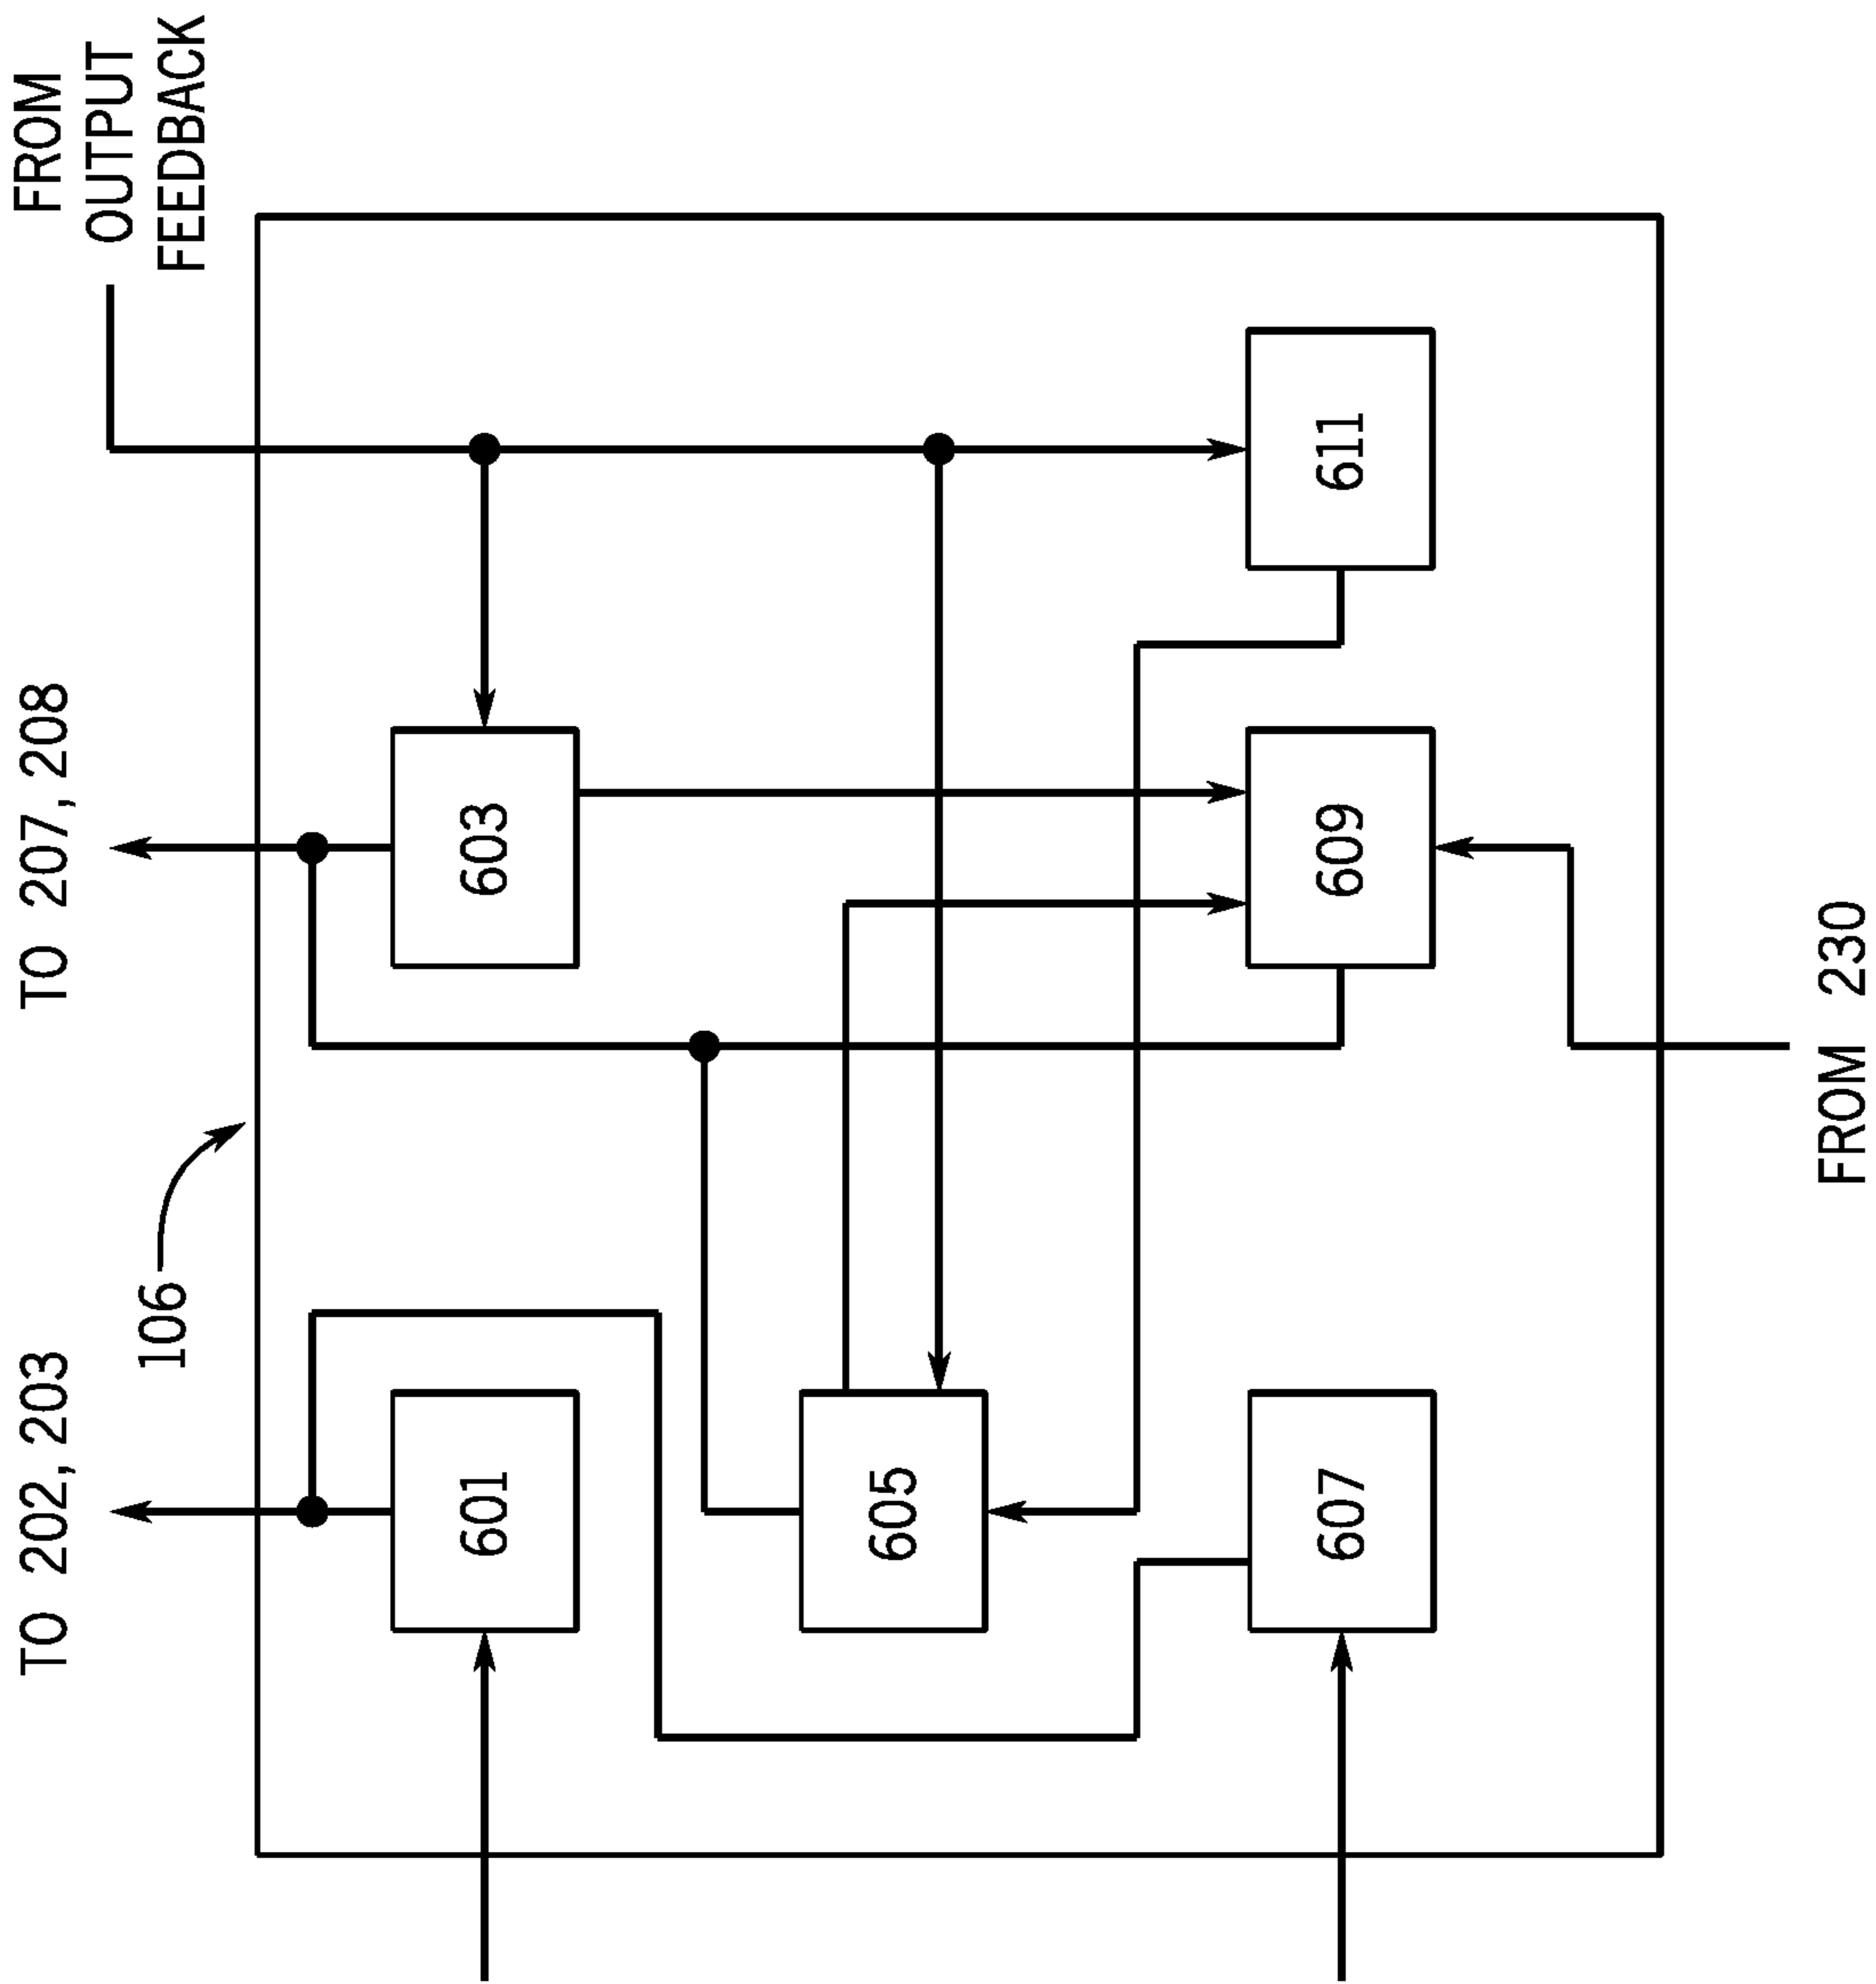 FROM
OUTPUT
FEEDBACK
TO 202, 203
TO 207, 208
106
601
603
605
607
609
611
FROM 230